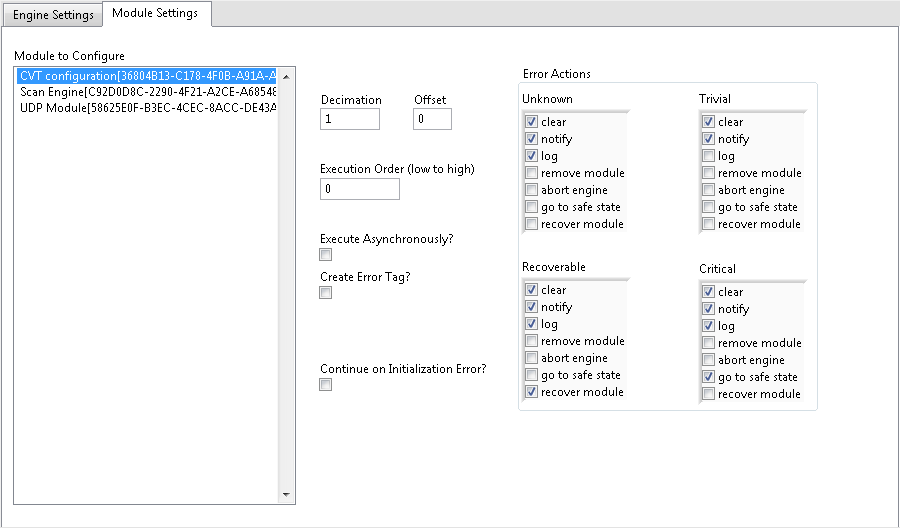 Engine Settings
Module Settings
Module to Configure
CVT configuration[36804B13-C178-4F0B-A91A-A
Scan Engine[C92D0D8C-2290-4F21-A2CE-A68548
UDP Module[58625E0F-B3EC-4CEC-8ACC-DE43A
Decimation
1
Offset
0
Execution Order (low to high)
0
Execute Asynchronously?
Create Error Tag?
Continue on Initialization Error?
Error Actions
Unknown
clear
notify
log
remove module
abort engine
go to safe state
recover module
Trivial
clear
notify
log
remove module
abort engine
go to safe state
recover module
Recoverable
clear
notify
log
remove module
abort engine
go to safe state
recover module
Critical
clear
notify
log
remove module
abort engine
go to safe state
recover module